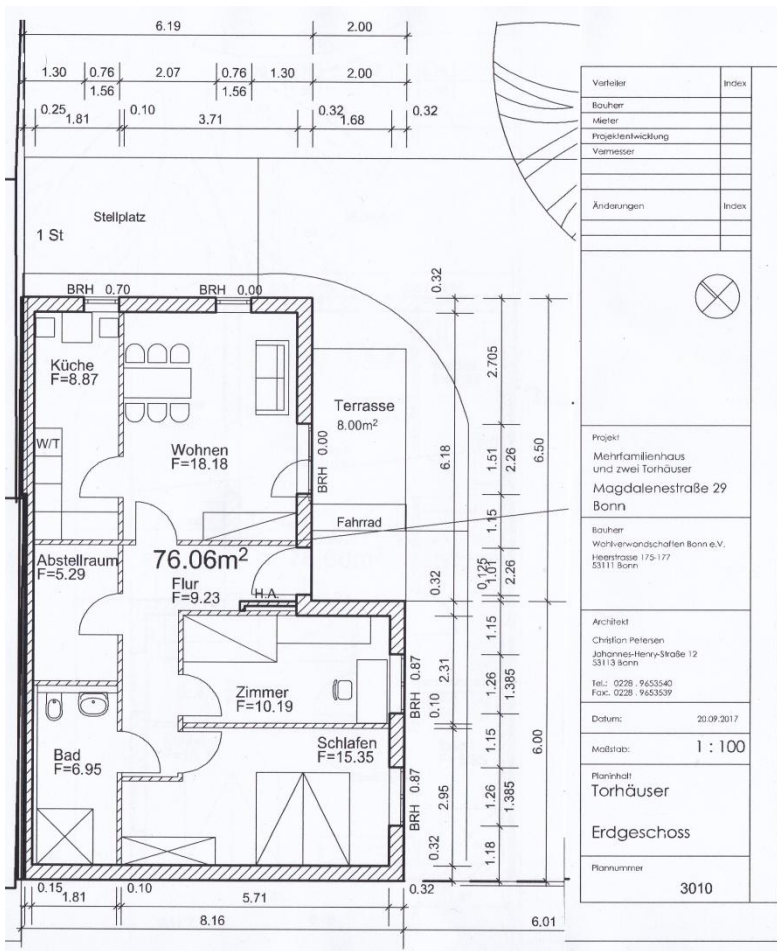 6.19 2.00
1.30 0.76 2.07 0.76 1.30 2.00
1.56 1.56
0.25 0.10 0.32 0.32
1.81 3.71 1.68
Stellplatz
1 St
BRH 0.70 BRH 0.00
Küche
F=8.87
W/T
Wohnen
F=18.18
BRH 0.00
Terrasse
8.00m²
Fahrrad
Abstellraum
F=5.29
76.06m²
Flur
F=9.23
H.A.
Zimmer
F=10.19
BRH 0.87
Schlafen
F=15.35
BRH 0.87
Bad
F=6.95
0.32
6.18
0.32
2.31
0.10
2.95
0.32
2.705
1.51 2.26
1.15
0.125
1.01 2.26
1.15
1.26 1.385
1.15
1.26 1.385
1.18
6.50
6.00
0.15 0.10 0.32
1.81 5.71
8.16 6.01
Verteiler Index
Bauherr
Mieter
Projektentwicklung
Vermesser
Änderungen Index
Projekt
Mehrfamilienhaus
und zwei Torhäuser
Magdalenestraße 29
Bonn
Bauherr
Wahlverwandschaften Bonn e.V.
Heerstrasse 175-177
53111 Bonn
Architekt
Christian Petersen
Johannes-Henry-Straße 12
53113 Bonn
Tel.: 0228 . 9653540
Fax: 0228 . 9653539
Datum: 20.09.2017
Maßstab: 1 : 100
Planinhalt
Torhäuser
Erdgeschoss
Plannummer
3010